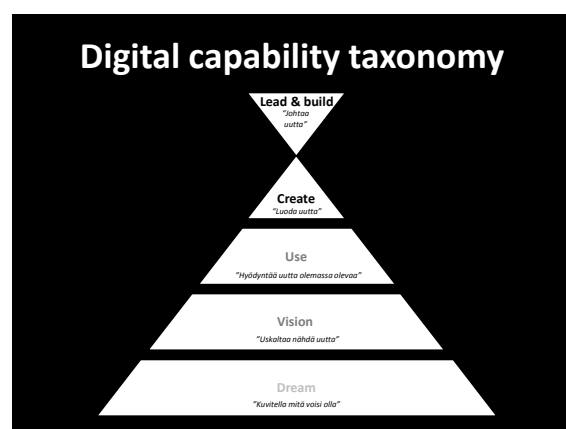 Digital capability taxonomy
Lead & build
"Johtaa
uutta"
Create
"Luoda uutta"
Use
"Hyödyntää uutta olemassa olevaa"
Vision
"Uskaltaa nähdä uutta"
Dream
"Kuvitella mitä voisi olla"